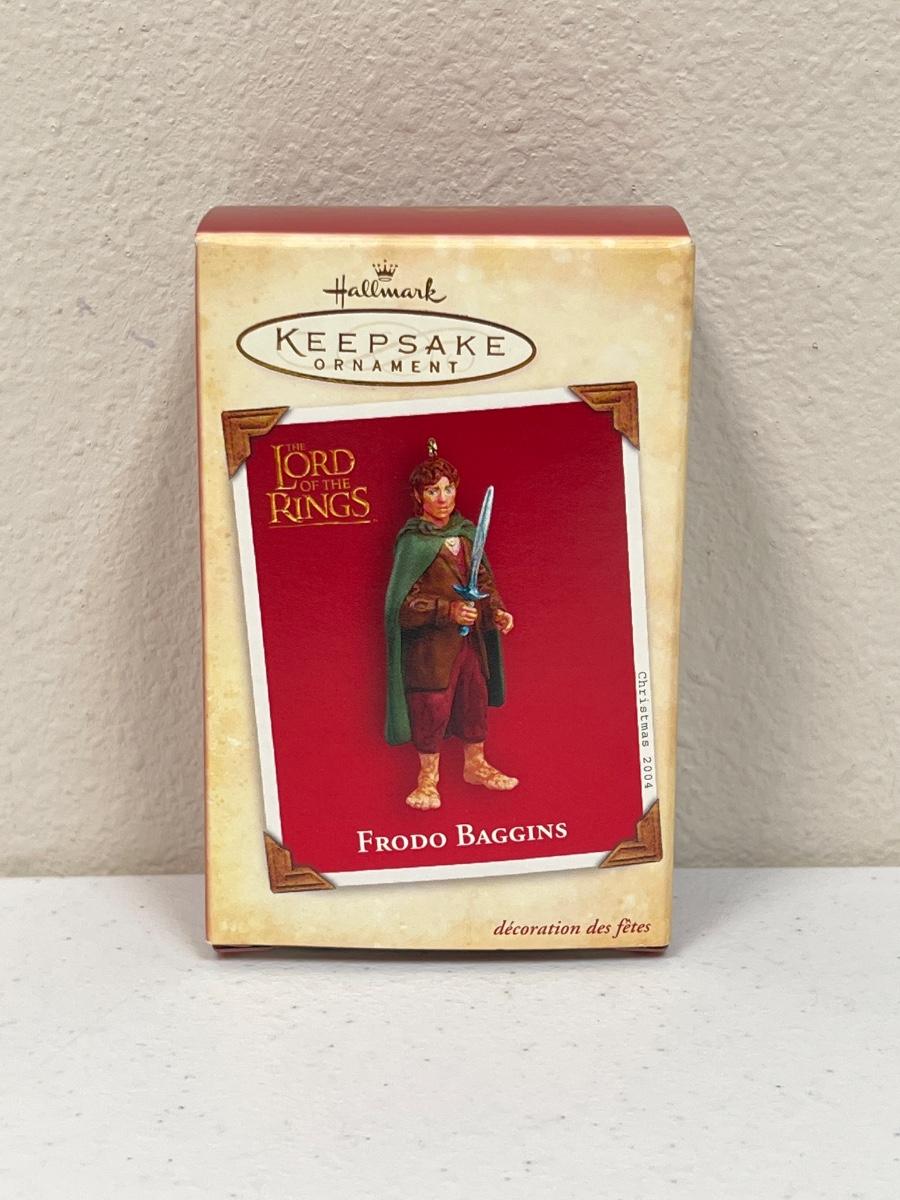 Hallmark
KEEPSAKE
ORNAMENT
THE
LORD
OF THE
RINGS
Christmas 2004
FRODO BAGGINS
décoration des fêtes